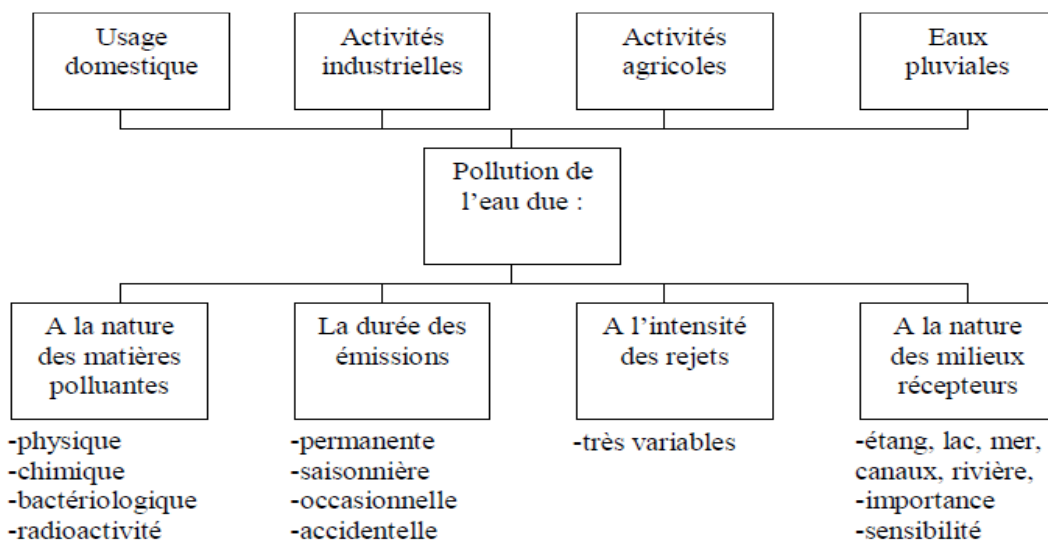 Usage
domestique
Activités
industrielles
Activités
agricoles
Eaux
pluviales
Pollution de
l'eau due :
A la nature
des matières
polluantes
La durée des
émissions
A l'intensité
des rejets
A la nature
des milieux
récepteurs
-physique
-chimique
-bactériologique
-radioactivité
-permanente
-saisonnière
-occasionnelle
-accidentelle
-très variables
-étang, lac, mer,
canaux, rivière,
-importance
-sensibilité